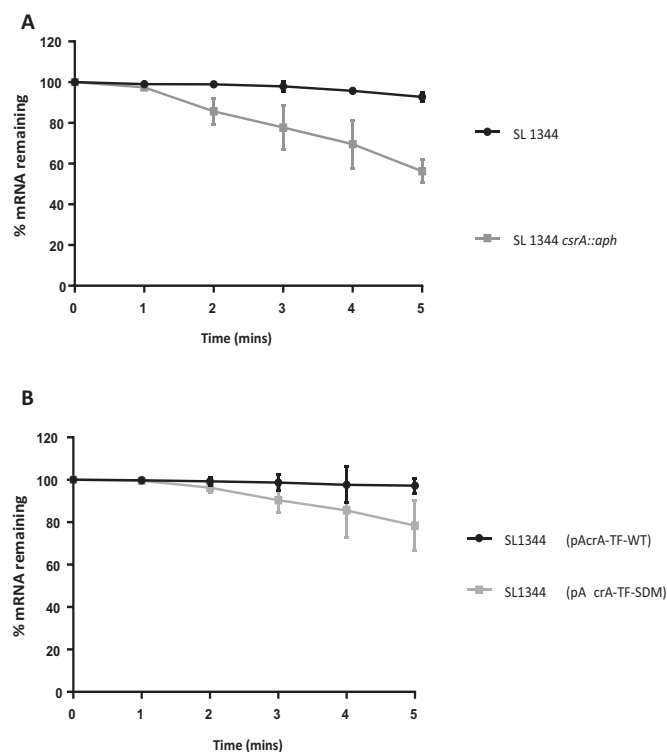 A
120
100
80
60
40
20
0
% mRNA remaining
0 1 2 3 4 5
Time (mins)
SL 1344
SL 1344 csrA::aph
B
120
100
80
60
40
20
0
% mRNA remaining
0 1 2 3 4 5
Time (mins)
SL1344 (pAcrA-TF-WT)
SL1344 (pA crA-TF-SDM)